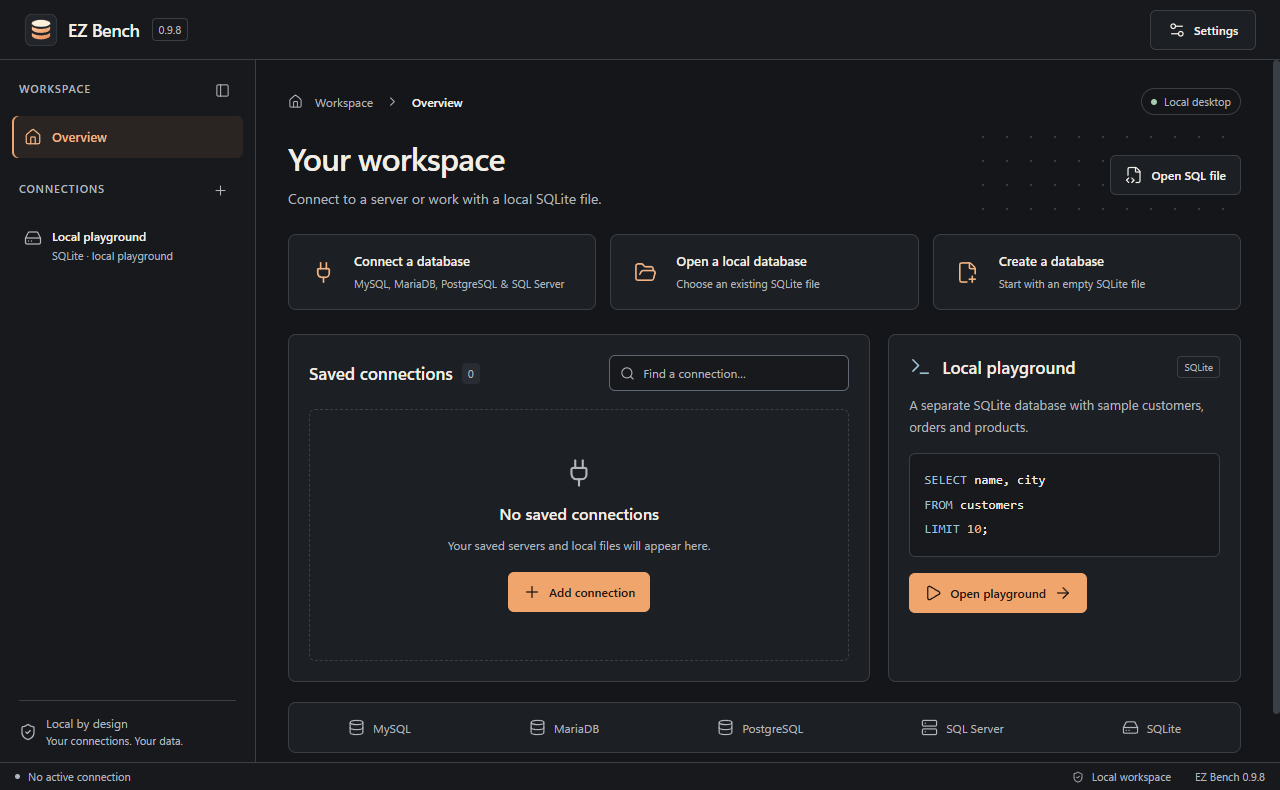 EZ Bench 0.9.8
Settings
WORKSPACE
Overview
CONNECTIONS
Local playground
SQLite · local playground
Local by design
Your connections. Your data.
Workspace Overview
Local desktop
Your workspace
Connect to a server or work with a local SQLite file.
Open SQL file
Connect a database
MySQL, MariaDB, PostgreSQL & SQL Server
Open a local database
Choose an existing SQLite file
Create a database
Start with an empty SQLite file
Saved connections 0
Find a connection...
No saved connections
Your saved servers and local files will appear here.
Add connection
Local playground
SQLite
A separate SQLite database with sample customers,
orders and products.
SELECT name, city
FROM customers
LIMIT 10;
Open playground
MySQL
MariaDB
PostgreSQL
SQL Server
SQLite
No active connection
Local workspace
EZ Bench 0.9.8